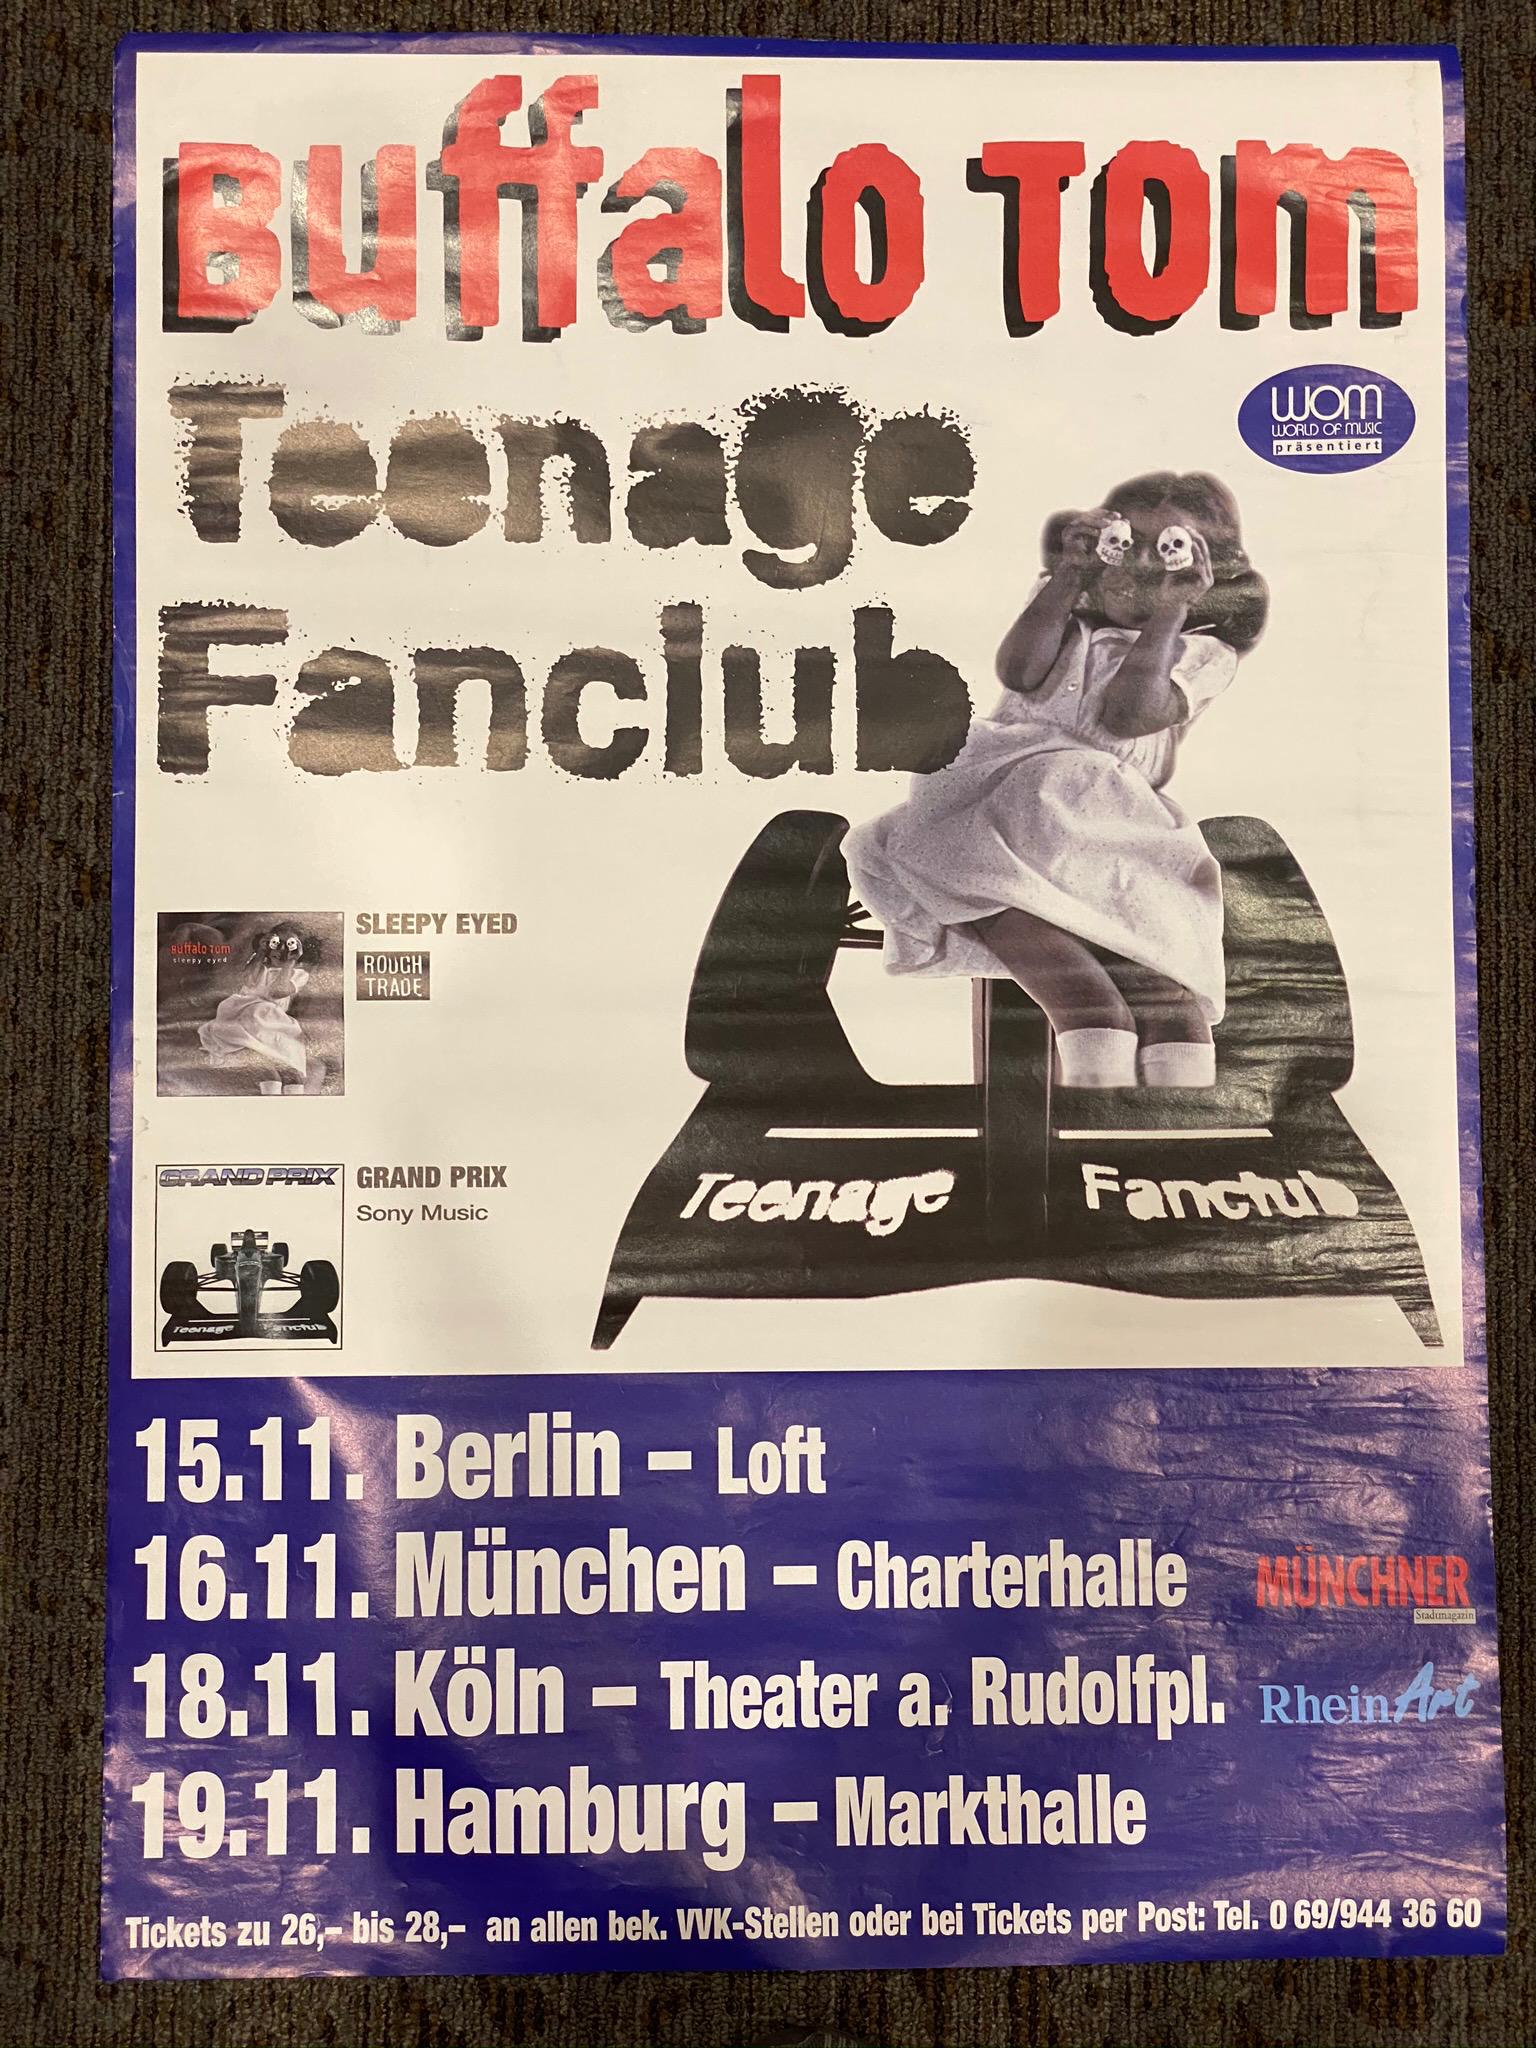 Buffalo Tom
Teenage
Fanclub
WOM
WORLD OF MUSIC
präsentiert
Buffalo Tom
sleepy eyed
SLEEPY EYED
ROUGH
TRADE
GRAND PRIX
Teenage Fanclub
GRAND PRIX
Sony Music
Teenage Fanclub
15.11. Berlin – Loft
16.11. München – Charterhalle
MÜNCHNER
Stadtmagazin
18.11. Köln – Theater a. Rudolfpl.
RheinArt
19.11. Hamburg – Markthalle
Tickets zu 26,– bis 28,– an allen bek. VVK-Stellen oder bei Tickets per Post: Tel. 0 69/944 36 60